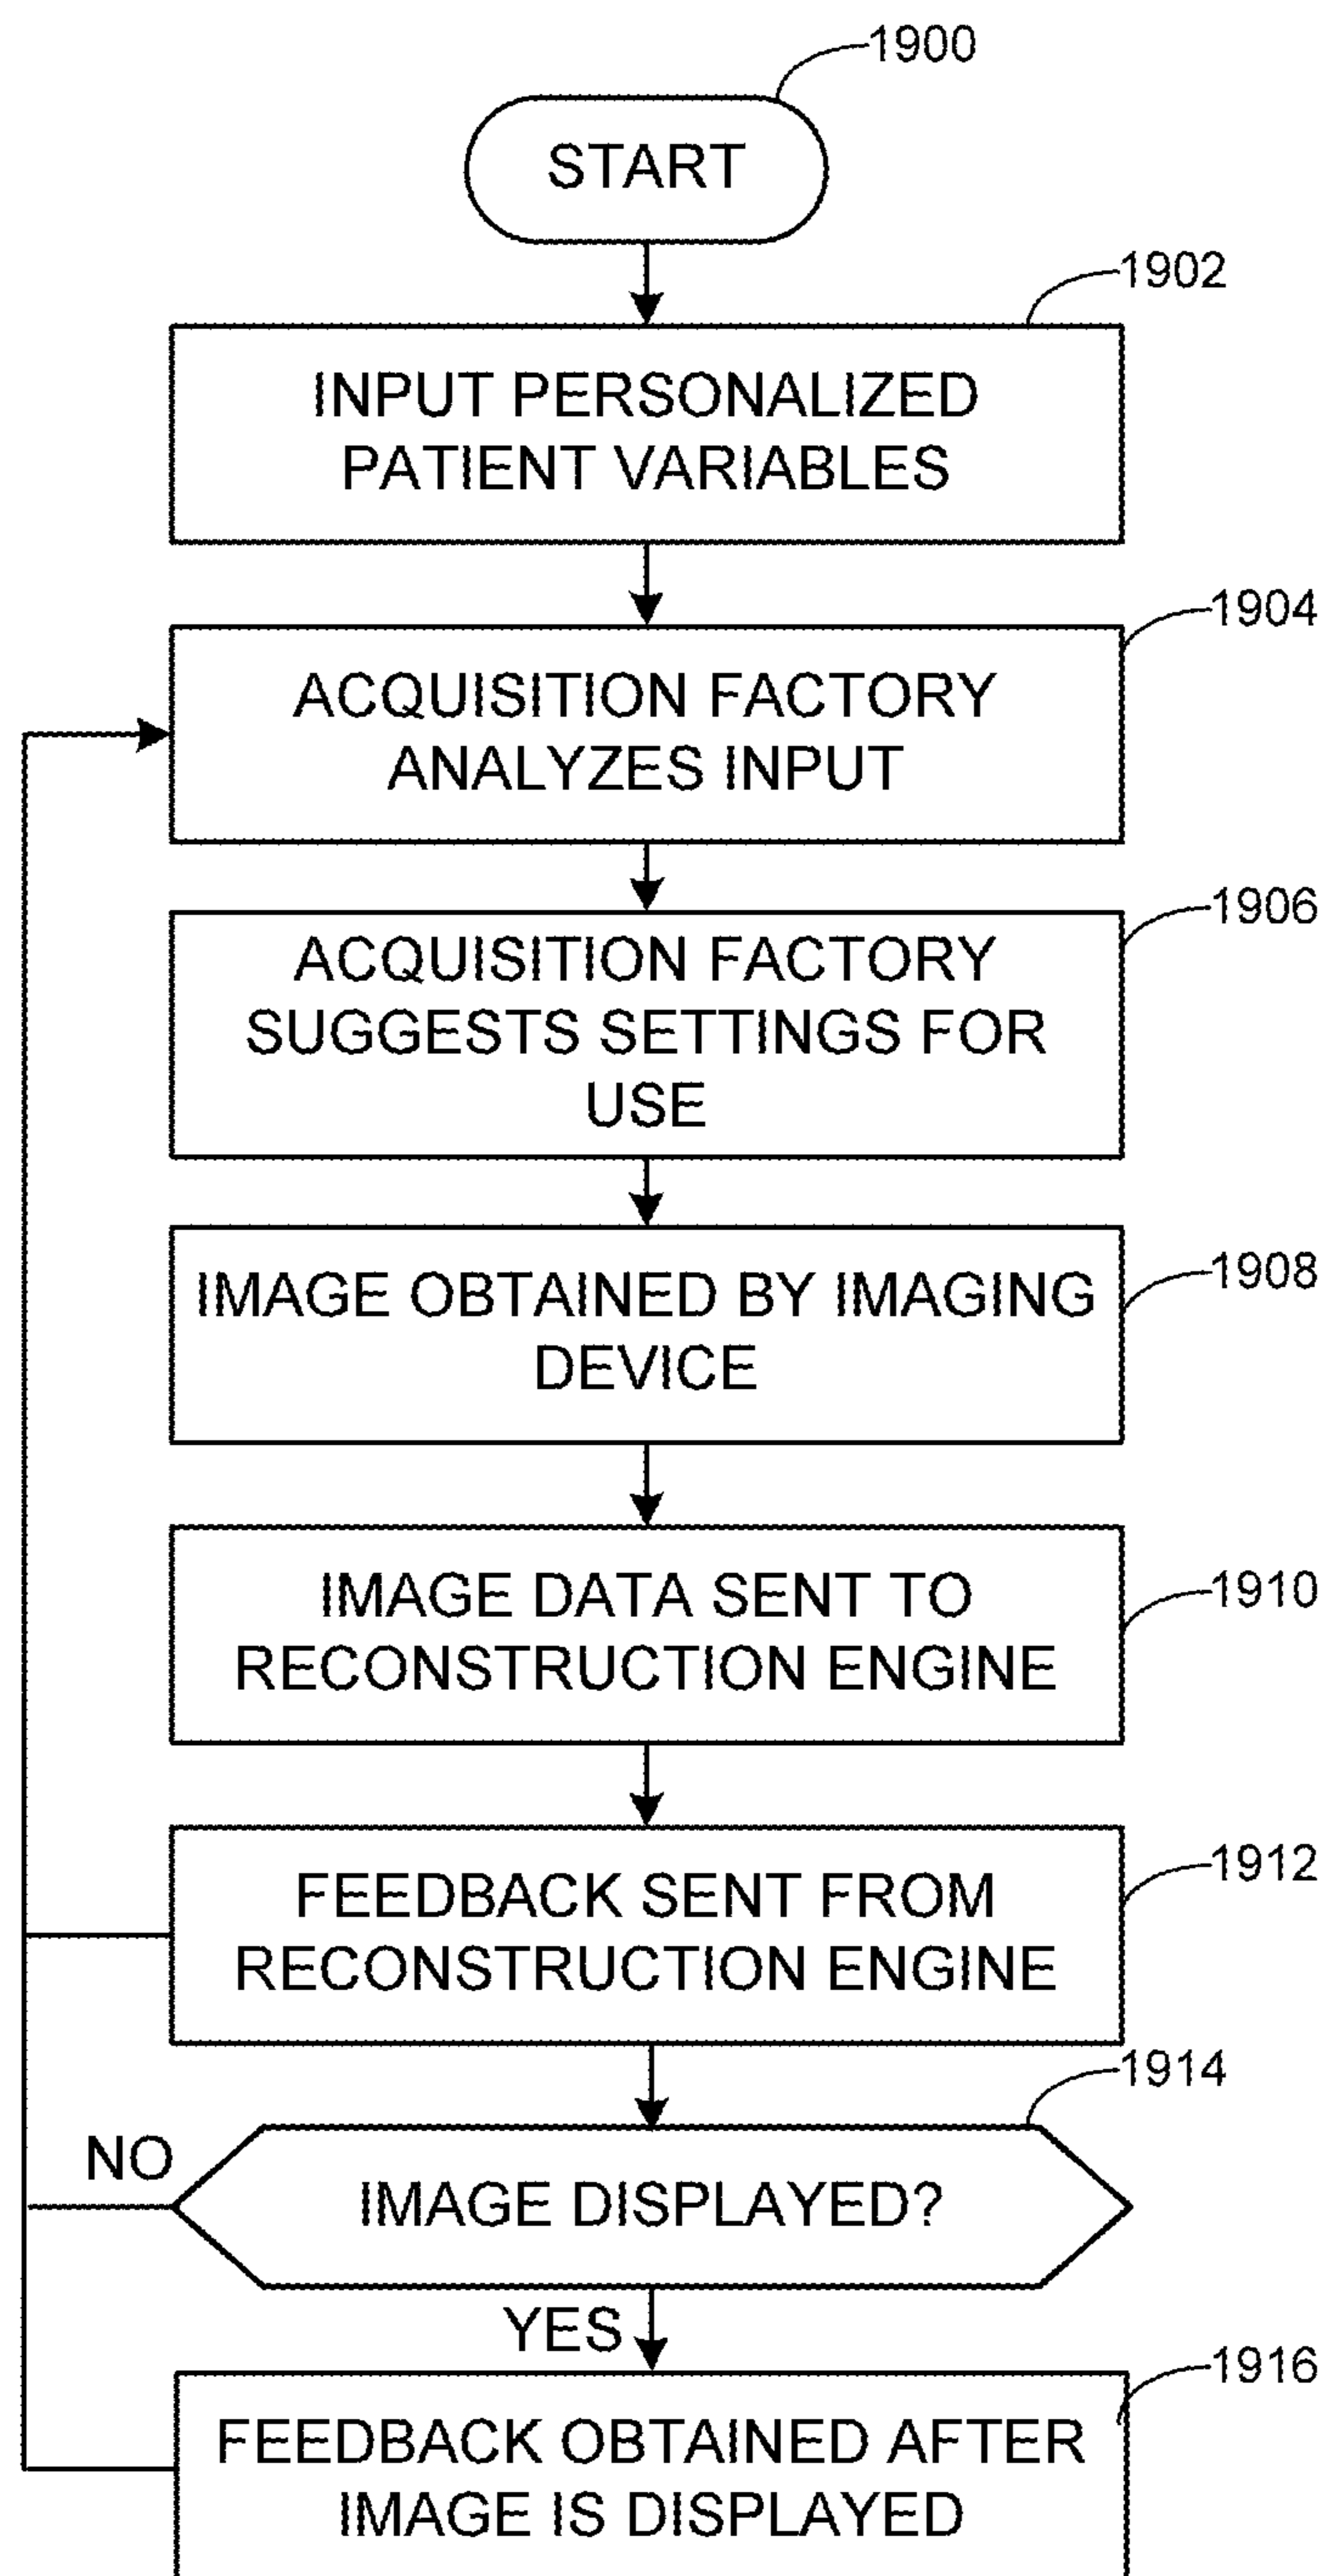 1900
START
1902
INPUT PERSONALIZED
PATIENT VARIABLES
1904
ACQUISITION FACTORY
ANALYZES INPUT
1906
ACQUISITION FACTORY
SUGGESTS SETTINGS FOR
USE
1908
IMAGE OBTAINED BY IMAGING
DEVICE
1910
IMAGE DATA SENT TO
RECONSTRUCTION ENGINE
1912
FEEDBACK SENT FROM
RECONSTRUCTION ENGINE
1914
NO
IMAGE DISPLAYED?
YES
1916
FEEDBACK OBTAINED AFTER
IMAGE IS DISPLAYED